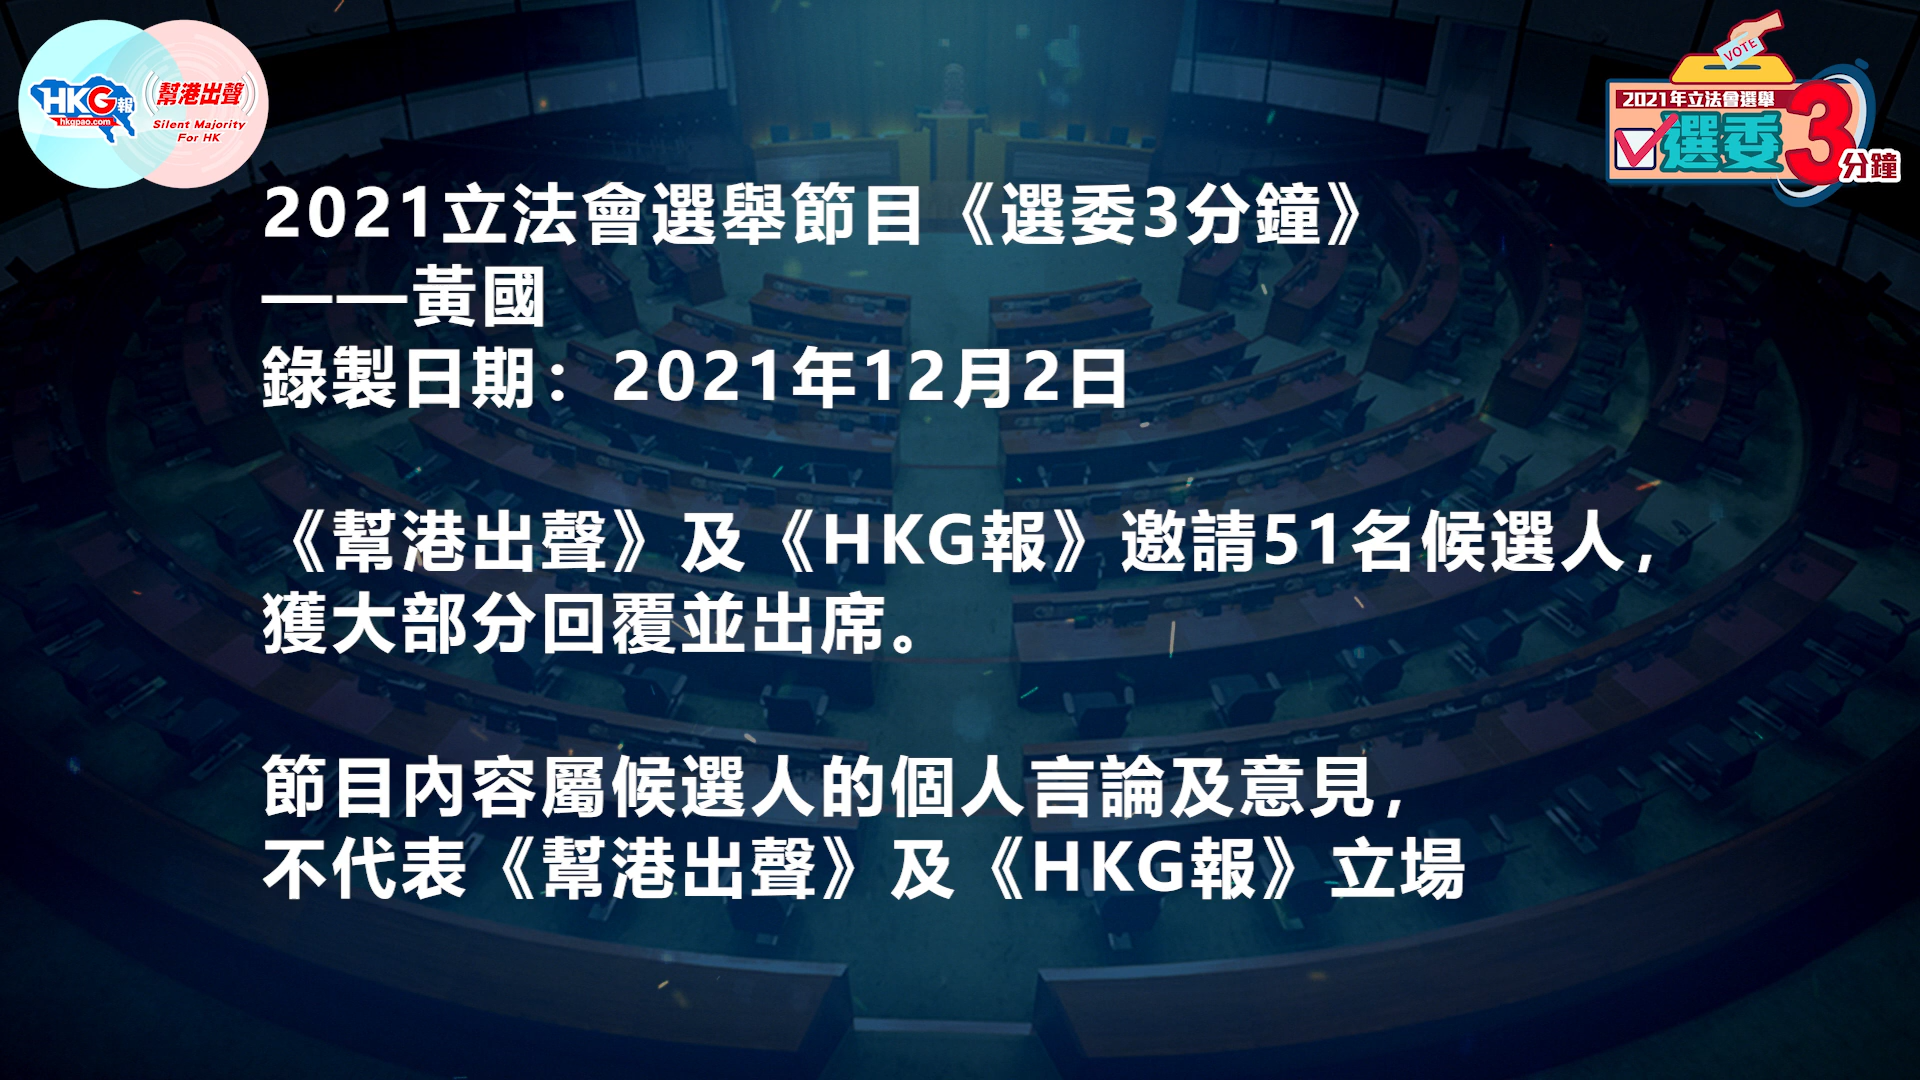 HKG報
hkgpao.com
幫港出聲
Silent Majority
For HK
VOTE
2021年立法會選舉
選委3分鐘
2021立法會選舉節目《選委3分鐘》
——黃國
錄製日期：2021年12月2日
《幫港出聲》及《HKG報》邀請51名候選人，
獲大部分回覆並出席。
節目內容屬候選人的個人言論及意見，
不代表《幫港出聲》及《HKG報》立場